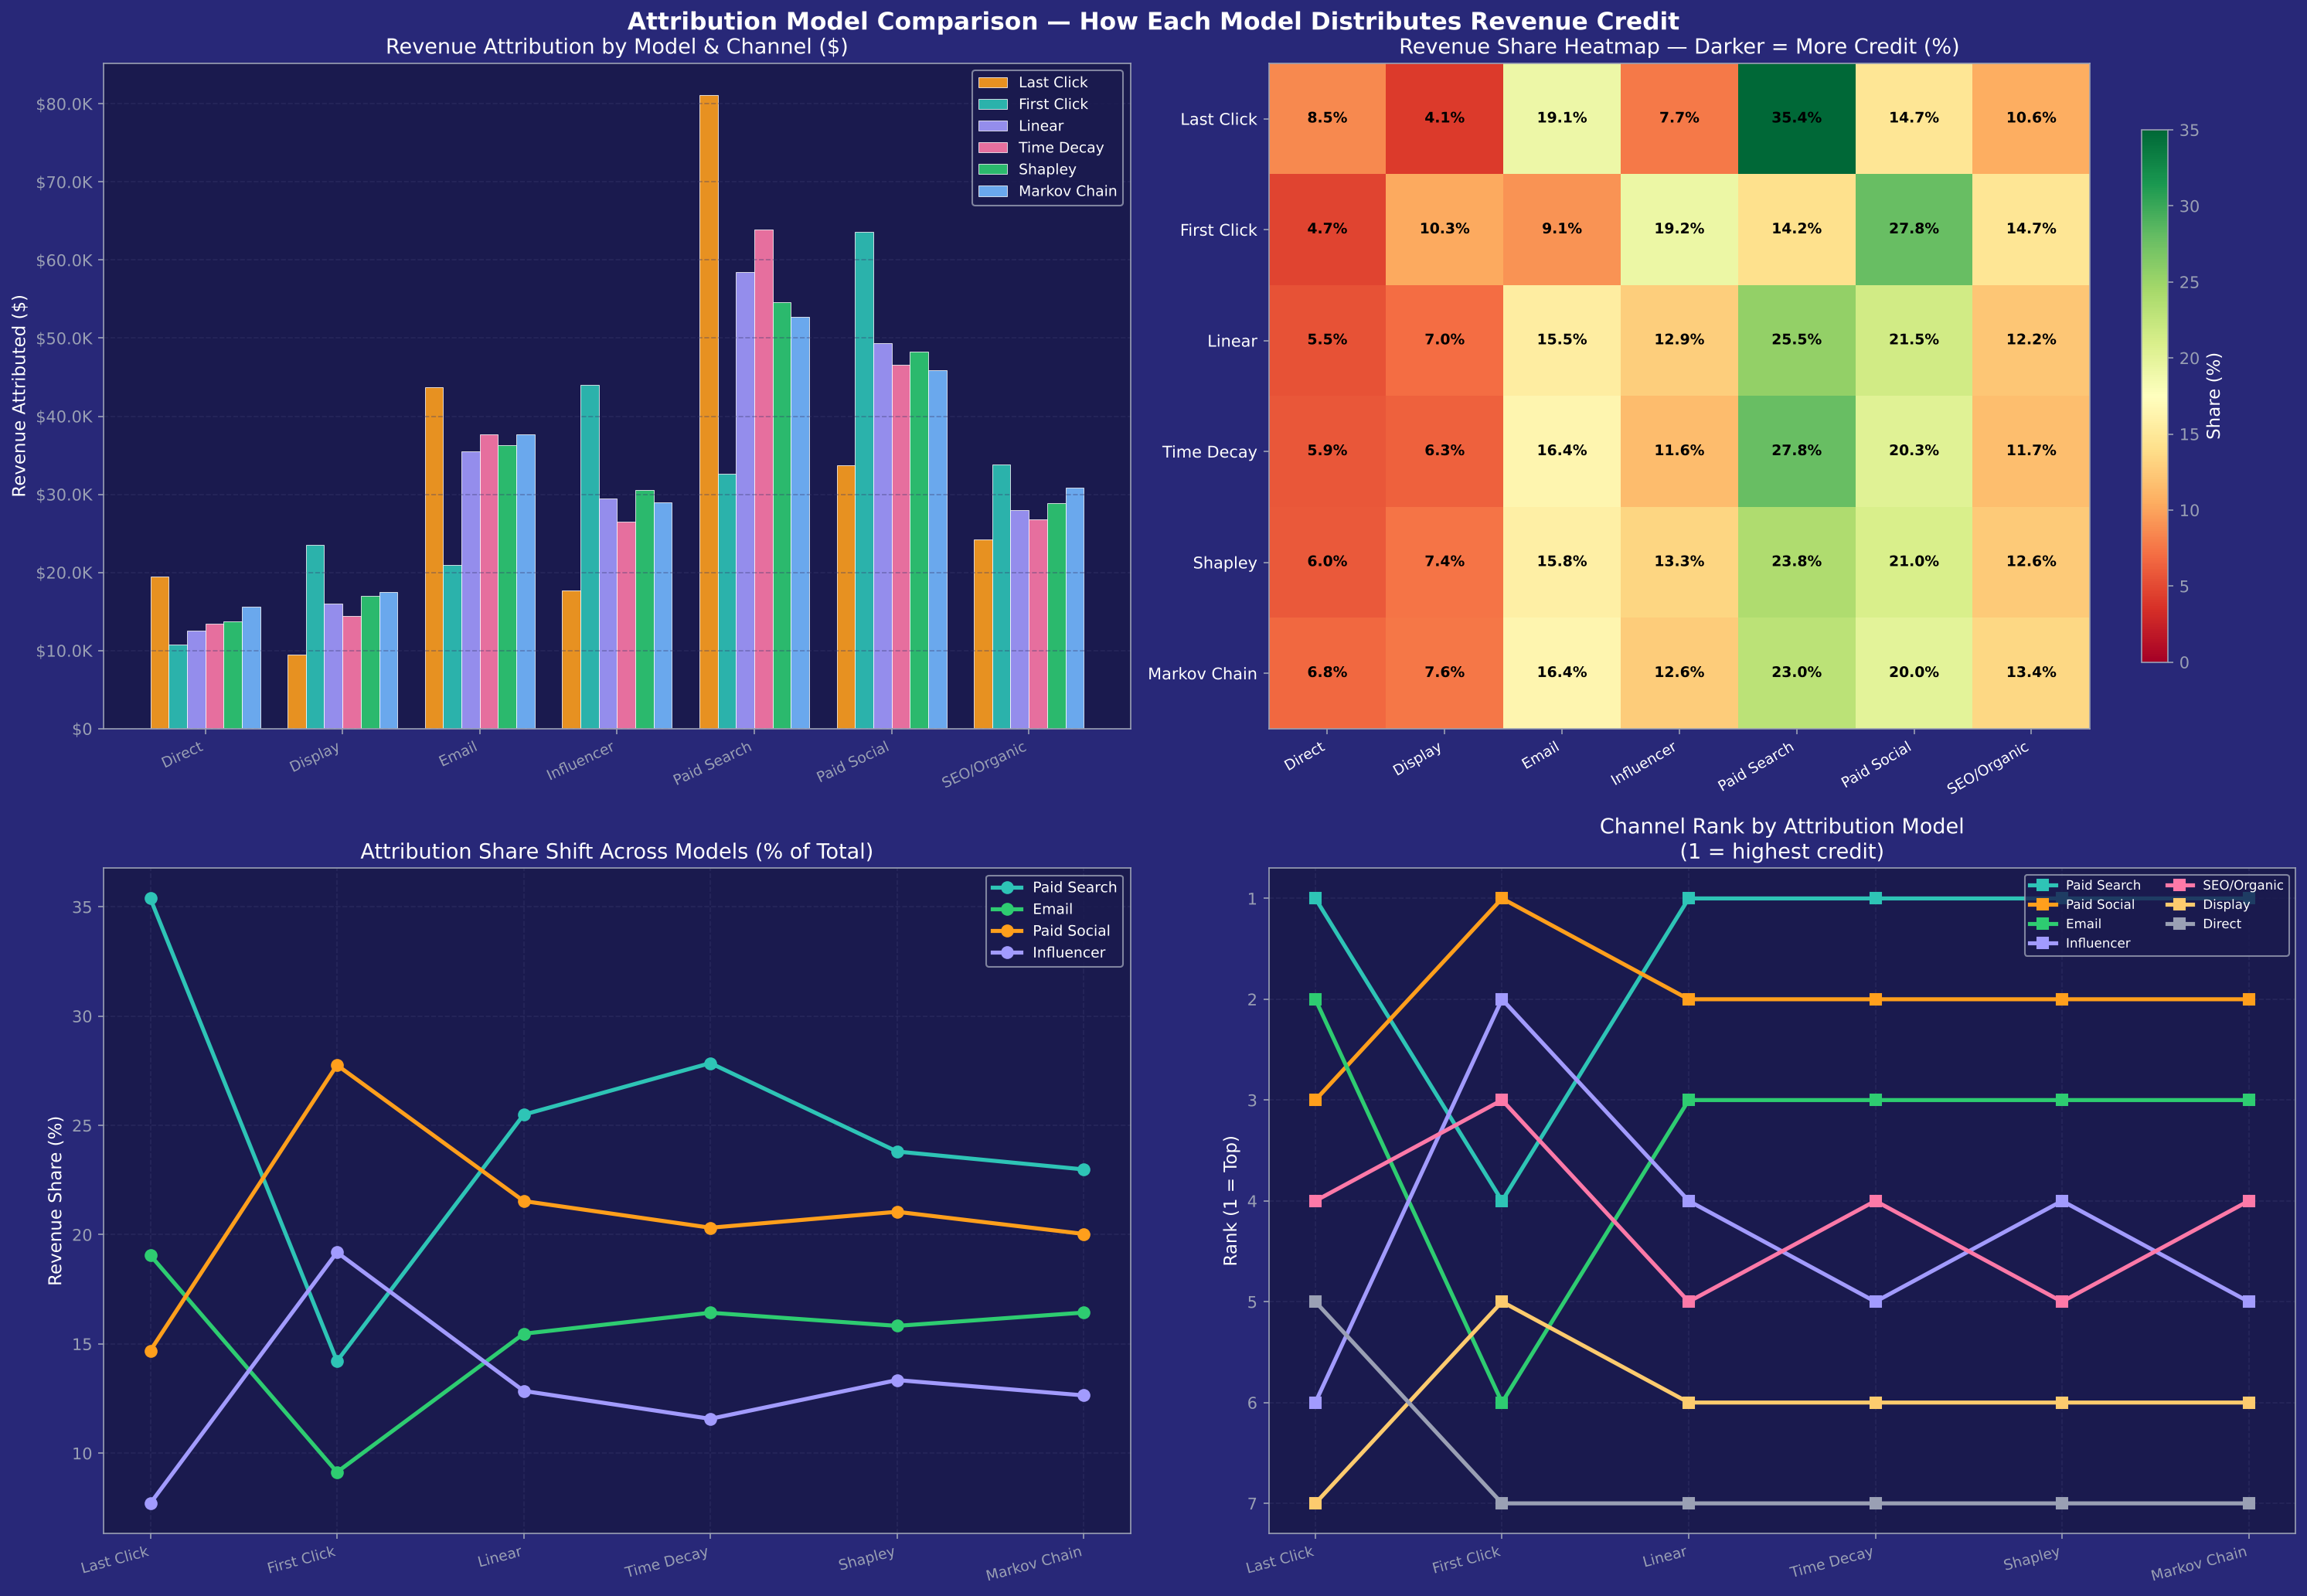 Attribution Model Comparison — How Each Model Distributes Revenue Credit
Revenue Attribution by Model & Channel ($)
Revenue Attributed ($)
$80.0K
$70.0K
$60.0K
$50.0K
$40.0K
$30.0K
$20.0K
$10.0K
$0
Last Click
First Click
Linear
Time Decay
Shapley
Markov Chain
Direct
Display
Email
Influencer
Paid Search
Paid Social
SEO/Organic
Revenue Share Heatmap — Darker = More Credit (%)
Last Click 8.5% 4.1% 19.1% 7.7% 35.4% 14.7% 10.6%
First Click 4.7% 10.3% 9.1% 19.2% 14.2% 27.8% 14.7%
Linear 5.5% 7.0% 15.5% 12.9% 25.5% 21.5% 12.2%
Time Decay 5.9% 6.3% 16.4% 11.6% 27.8% 20.3% 11.7%
Shapley 6.0% 7.4% 15.8% 13.3% 23.8% 21.0% 12.6%
Markov Chain 6.8% 7.6% 16.4% 12.6% 23.0% 20.0% 13.4%
Direct
Display
Email
Influencer
Paid Search
Paid Social
SEO/Organic
35
30
25
20
15
10
5
0
Share (%)
Attribution Share Shift Across Models (% of Total)
Revenue Share (%)
35
30
25
20
15
10
Paid Search
Email
Paid Social
Influencer
Last Click
First Click
Linear
Time Decay
Shapley
Markov Chain
Channel Rank by Attribution Model
(1 = highest credit)
Rank (1 = Top)
1
2
3
4
5
6
7
Paid Search
Paid Social
Email
Influencer
SEO/Organic
Display
Direct
Last Click
First Click
Linear
Time Decay
Shapley
Markov Chain